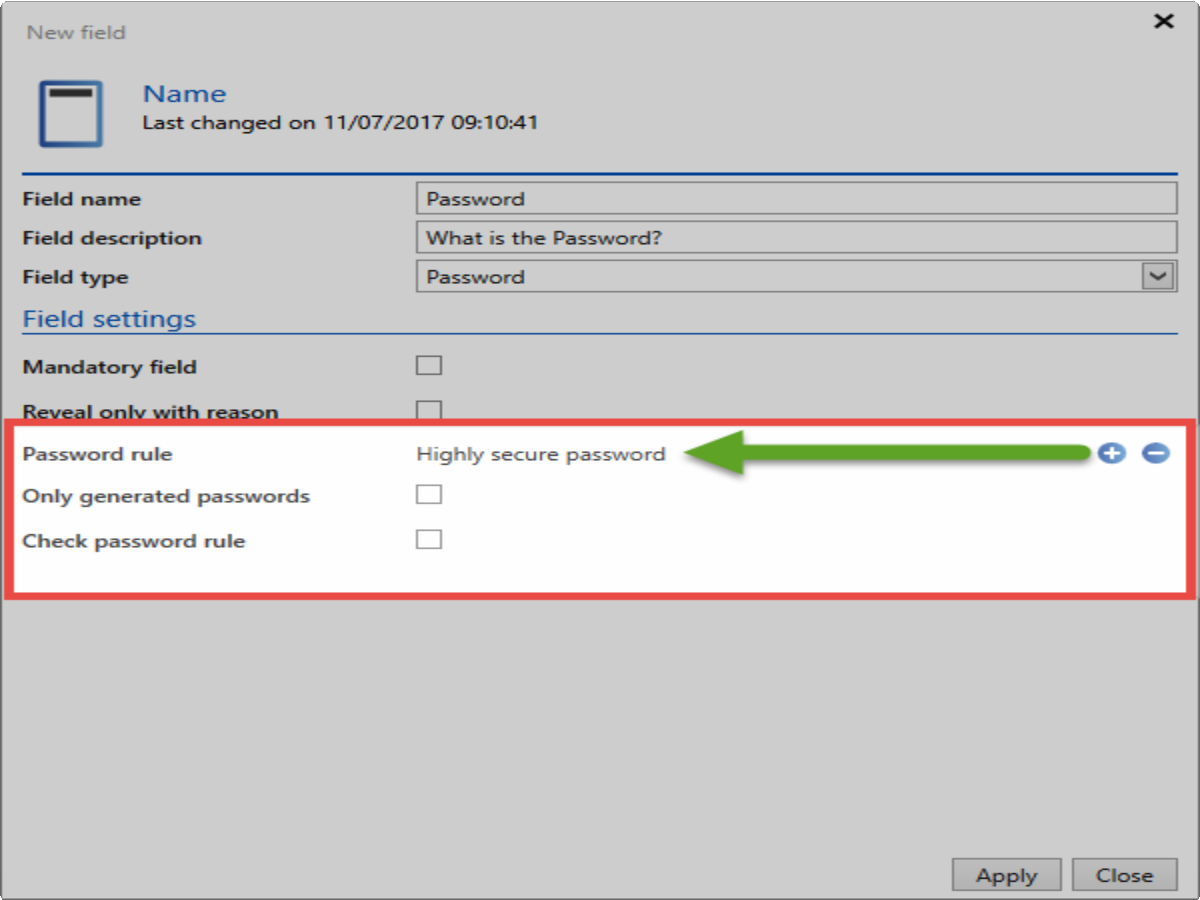 New field
Name
Last changed on 11/07/2017 09:10:41
Field name Password
Field description What is the Password?
Field type Password
Field settings
Mandatory field
Reveal only with reason
Password rule Highly secure password
Only generated passwords
Check password rule
Apply Close